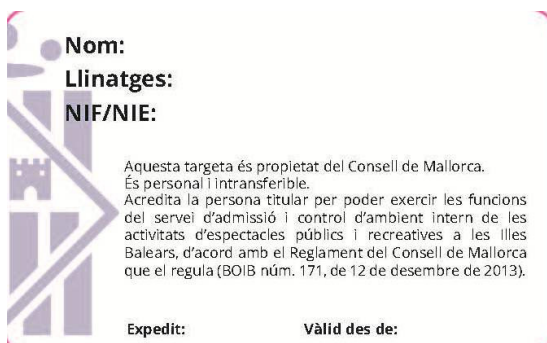 Nom:
Llinatges:
NIF/NIE:
Aquesta targeta és propietat del Consell de Mallorca.
És personal i intransferible.
Acredita la persona titular per poder exercir les funcions
del servei d'admissió i control d'ambient intern de les
activitats d'espectacles públics i recreatives a les Illes
Balears, d'acord amb el Reglament del Consell de Mallorca
que el regula (BOIB núm. 171, de 12 de desembre de 2013).
Expedit: Vàlid des de: